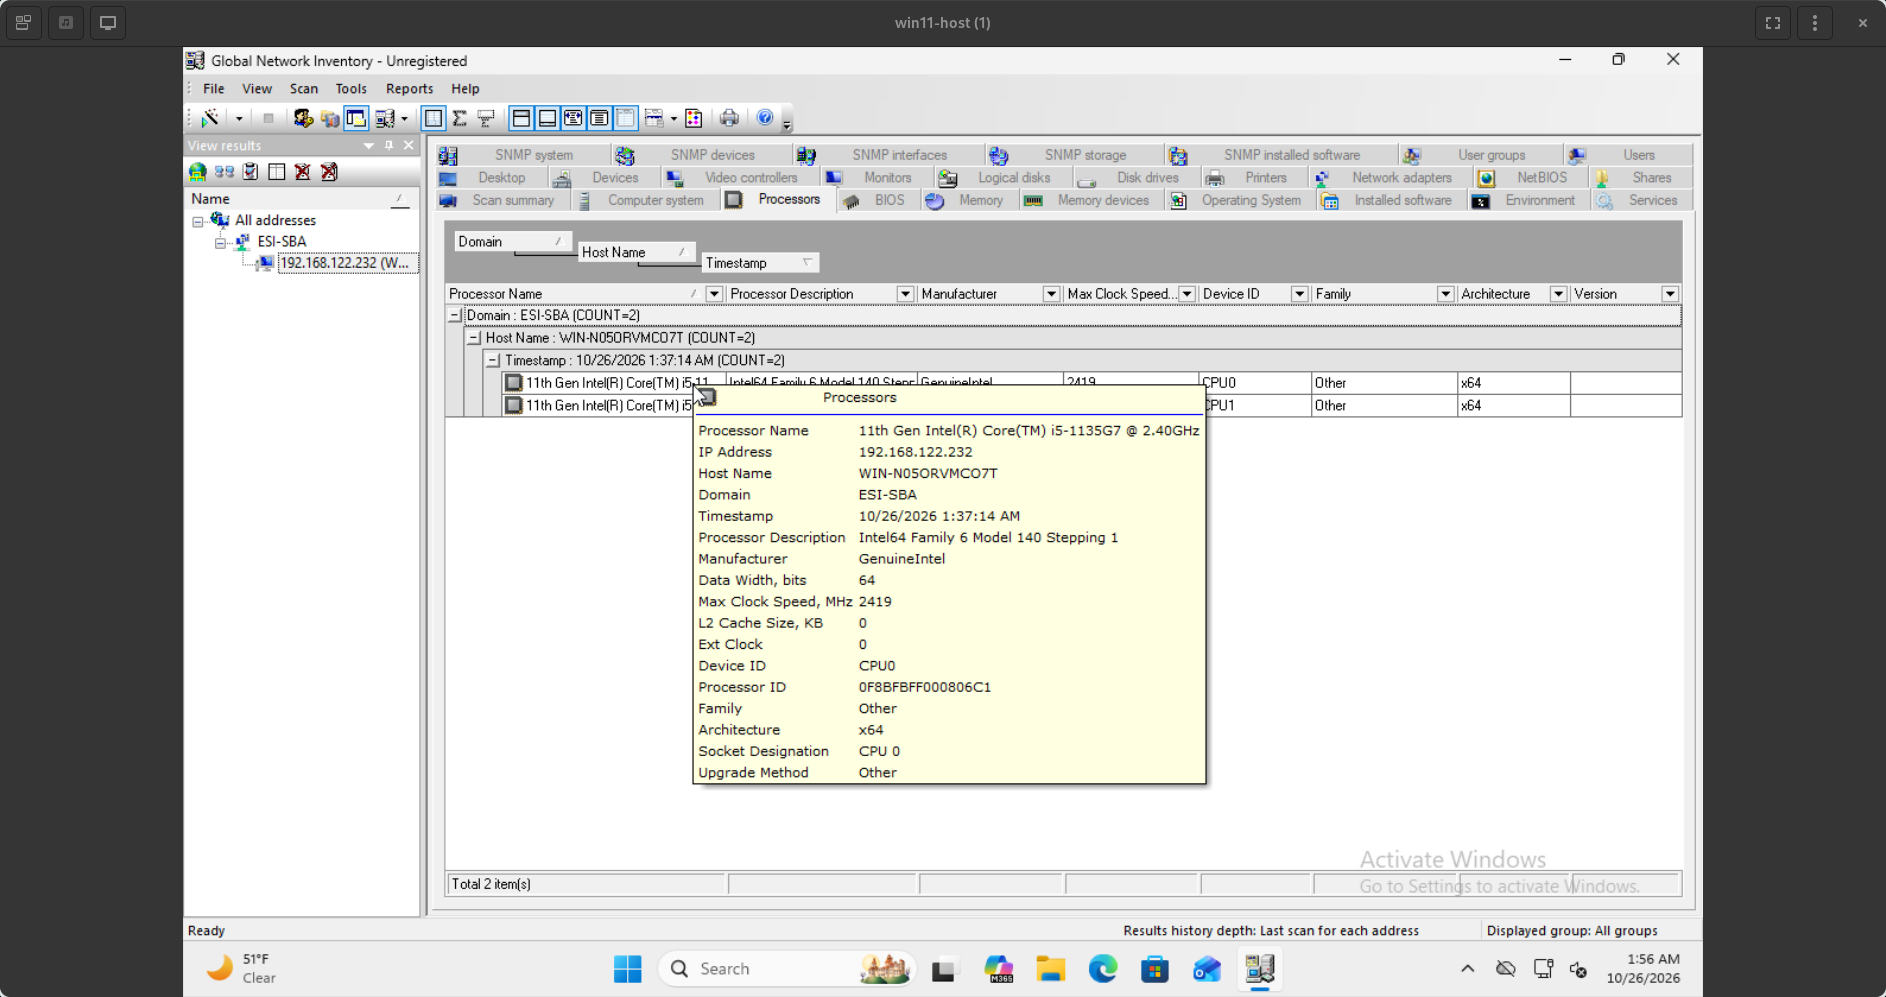 win11-host (1)
Global Network Inventory - Unregistered
File View Scan Tools Reports Help
View results
Name
All addresses
ESI-SBA
192.168.122.232 (W...
SNMP system SNMP devices SNMP interfaces SNMP storage SNMP installed software User groups Users
Desktop Devices Video controllers Monitors Logical disks Disk drives Printers Network adapters NetBIOS Shares
Scan summary Computer system Processors BIOS Memory Memory devices Operating System Installed software Environment Services
Domain
Host Name
Timestamp
Processor Name Processor Description Manufacturer Max Clock Speed... Device ID Family Architecture Version
Domain : ESI-SBA (COUNT=2)
Host Name : WIN-N05ORVMCO7T (COUNT=2)
Timestamp : 10/26/2026 1:37:14 AM (COUNT=2)
11th Gen Intel(R) Core(TM) i5-11 Intel64 Family 6 Model 140 Stepp GenuineIntel 2419 CPU0 Other x64
11th Gen Intel(R) Core(TM) i5 CPU1 Other x64
Processors
Processor Name 11th Gen Intel(R) Core(TM) i5-1135G7 @ 2.40GHz
IP Address 192.168.122.232
Host Name WIN-N05ORVMCO7T
Domain ESI-SBA
Timestamp 10/26/2026 1:37:14 AM
Processor Description Intel64 Family 6 Model 140 Stepping 1
Manufacturer GenuineIntel
Data Width, bits 64
Max Clock Speed, MHz 2419
L2 Cache Size, KB 0
Ext Clock 0
Device ID CPU0
Processor ID 0F8BFBFF000806C1
Family Other
Architecture x64
Socket Designation CPU 0
Upgrade Method Other
Activate Windows
Go to Settings to activate Windows.
Total 2 item(s)
Ready
Results history depth: Last scan for each address
Displayed group: All groups
51°F
Clear
Search
M365
1:56 AM
10/26/2026